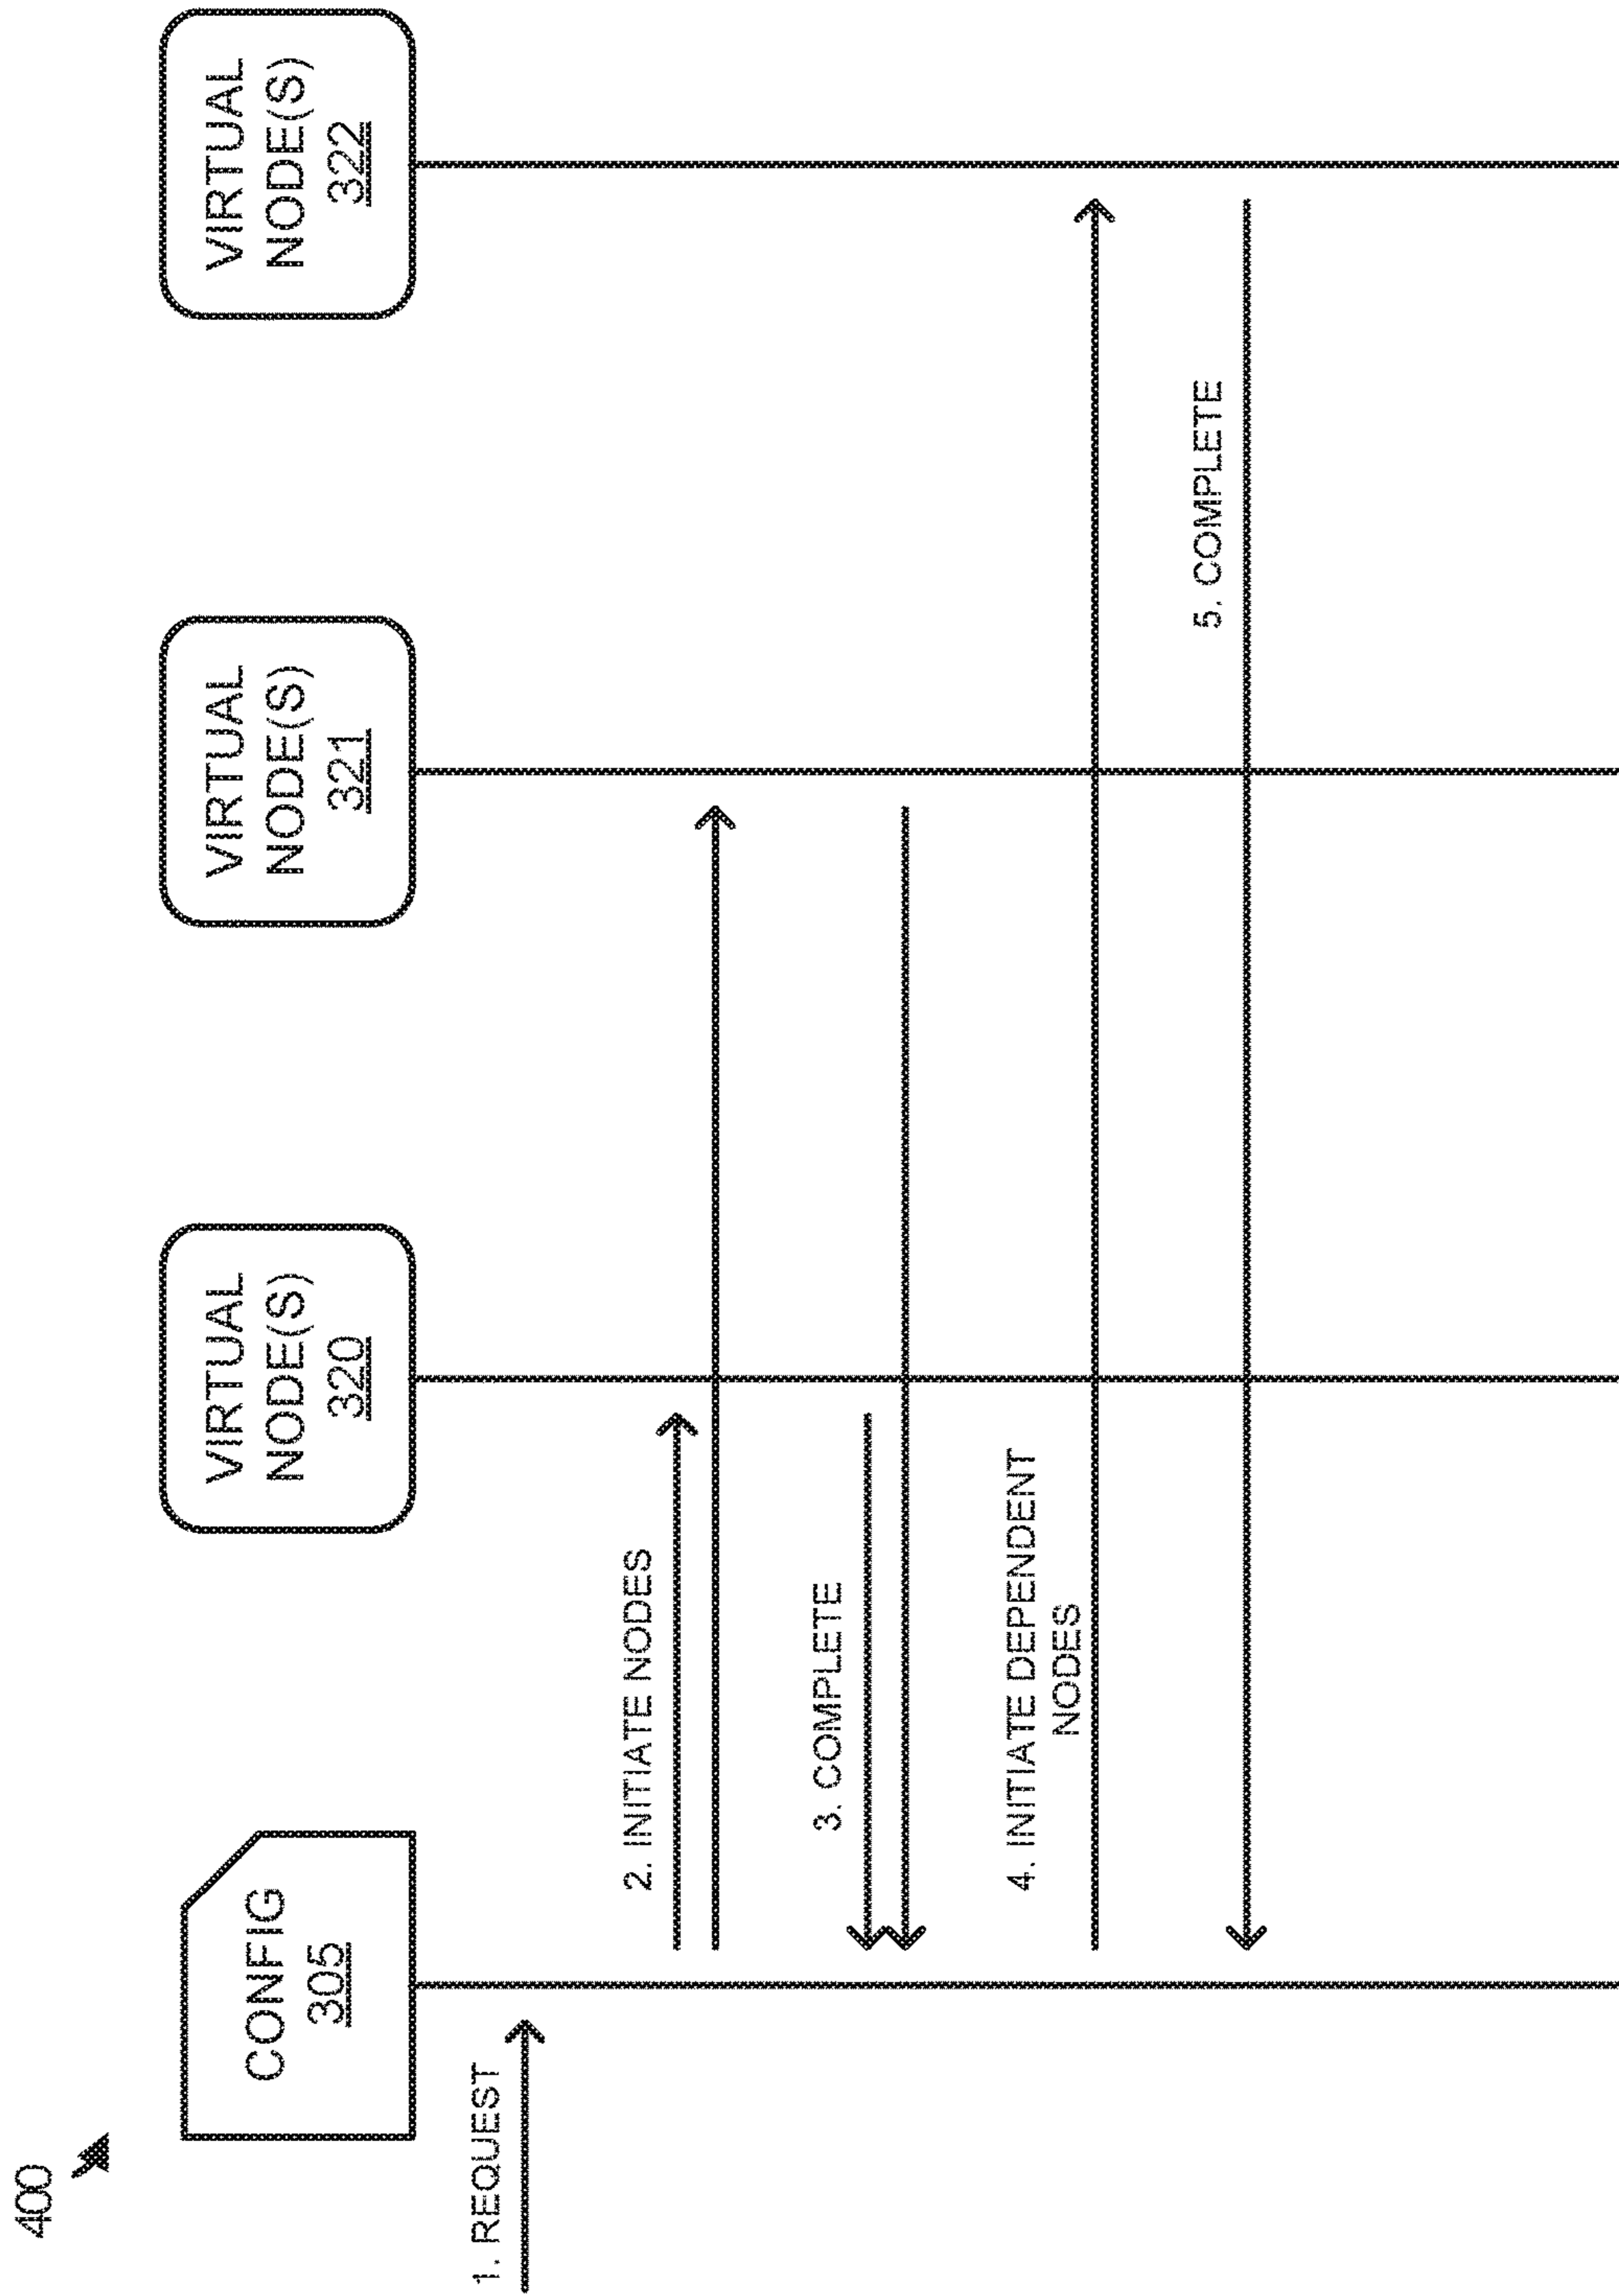 400
CONFIG
305
VIRTUAL
NODE(S)
320
VIRTUAL
NODE(S)
321
VIRTUAL
NODE(S)
322
1. REQUEST
2. INITIATE NODES
3. COMPLETE
4. INITIATE DEPENDENT
NODES
5. COMPLETE